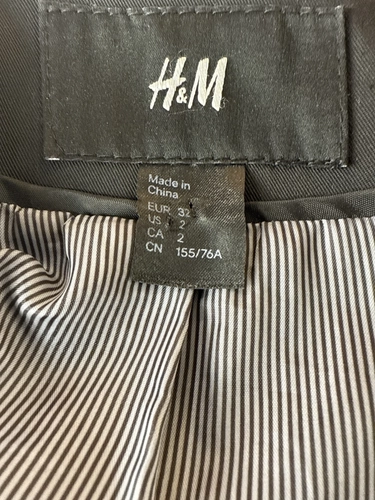 H&M
Made in
China
EUR 32
US 2
CA 2
CN 155/76A